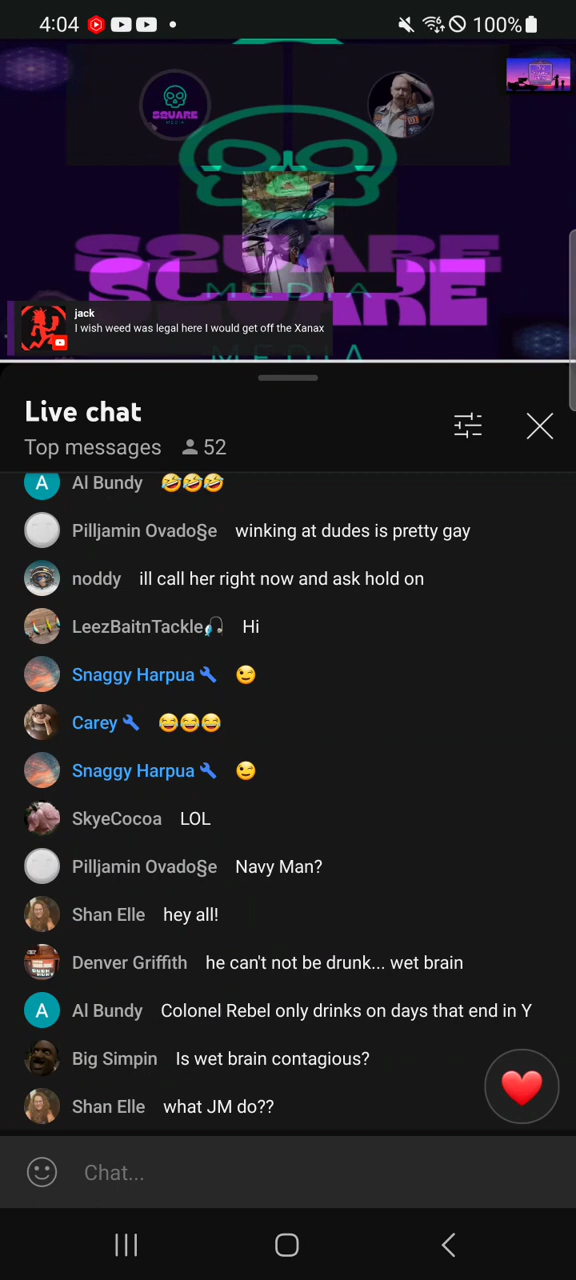 4:04
100%
SQUARE
MEDIA
SQUARE
SQUARE
MEDIA
MEDIA
jack
I wish weed was legal here I would get off the Xanax
Live chat
Top messages 52
A Al Bundy 🤣🤣🤣
Pilljamin Ovado§e winking at dudes is pretty gay
noddy ill call her right now and ask hold on
LeezBaitnTackle🎧 Hi
Snaggy Harpua 😉
Carey 😂😂😂
Snaggy Harpua 😉
SkyeCocoa LOL
Pilljamin Ovado§e Navy Man?
Shan Elle hey all!
Denver Griffith he can't not be drunk... wet brain
A Al Bundy Colonel Rebel only drinks on days that end in Y
Big Simpin Is wet brain contagious?
Shan Elle what JM do??
Chat...